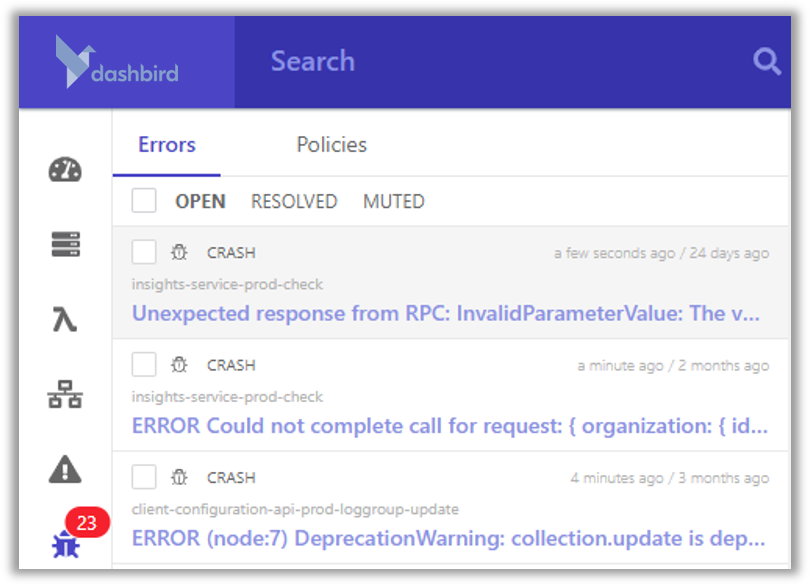 dashbird
Search
Errors Policies
OPEN RESOLVED MUTED
CRASH a few seconds ago / 24 days ago
insights-service-prod-check
Unexpected response from RPC: InvalidParameterValue: The v...
CRASH a minute ago / 2 months ago
insights-service-prod-check
ERROR Could not complete call for request: { organization: { id...
CRASH 4 minutes ago / 3 months ago
client-configuration-api-prod-loggroup-update
ERROR (node:7) DeprecationWarning: collection.update is dep...
23